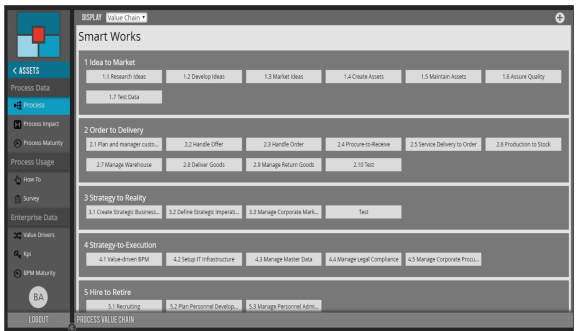 DISPLAY Value Chain
Smart Works
< ASSETS
Process Data
Process
Process Impact
Process Maturity
Process Usage
How To
Survey
Enterprise Data
Value Drivers
Kpi
BPM Maturity
BA
LOGOUT
1 Idea to Market
1.1 Research Ideas 1.2 Develop Ideas 1.3 Market Ideas 1.4 Create Assets 1.5 Maintain Assets 1.6 Assure Quality
1.7 Test Data
2 Order to Delivery
2.1 Plan and manager custo... 2.2 Handle Offer 2.3 Handle Order 2.4 Procure-to-Receive 2.5 Service Delivery to Order 2.6 Production to Stock
2.7 Manage Warehouse 2.8 Deliver Goods 2.9 Manage Return Goods 2.10 Test
3 Strategy to Reality
3.1 Create Strategic Business... 3.2 Define Strategic Imperati... 3.3 Manage Corporate Mark... Test
4 Strategy-to-Execution
4.1 Value-driven BPM 4.2 Setup IT Infrastructure 4.3 Manage Master Data 4.4 Manage Legal Compliance 4.5 Manage Corporate Procu...
5 Hire to Retire
5.1 Recruiting 5.2 Plan Personnel Develop... 5.3 Manage Personnel Admi...
PROCESS VALUE CHAIN